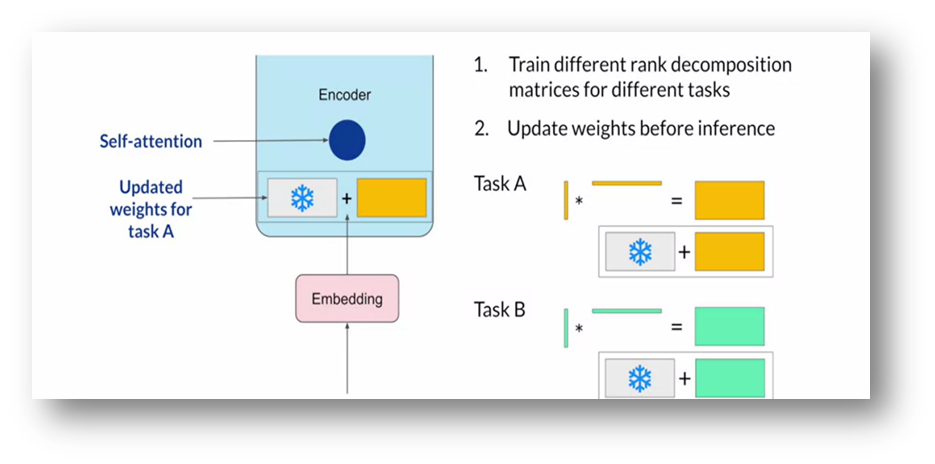 Encoder
Self-attention
Updated
weights for
task A
+
Embedding
1. Train different rank decomposition
matrices for different tasks
2. Update weights before inference
Task A
* =
+
Task B
* =
+